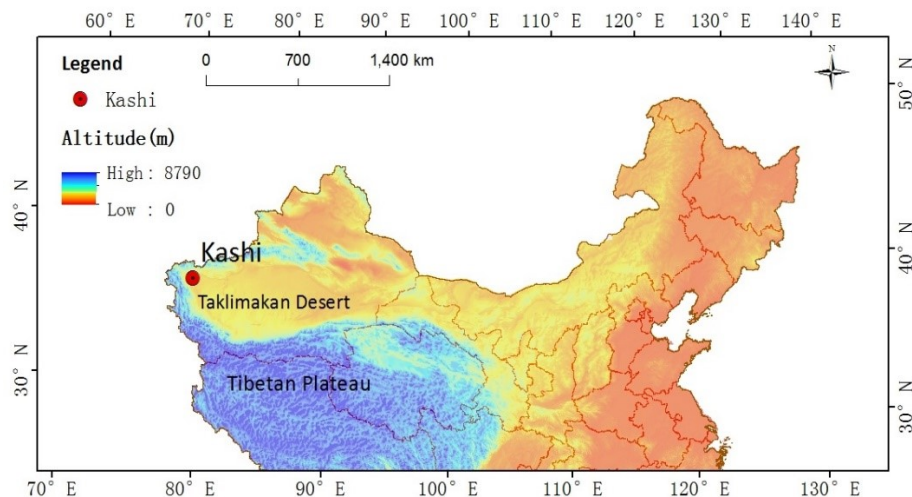 60° E 70° E 80° E 90° E 100° E 110° E 120° E 130° E 140° E
Legend
Kashi
Altitude(m)
High : 8790
Low : 0
0 700 1,400 km
N
50° N
40° N
40° N
Kashi
Taklimakan Desert
30° N
Tibetan Plateau
30° N
70° E 80° E 90° E 100° E 110° E 120° E 130° E